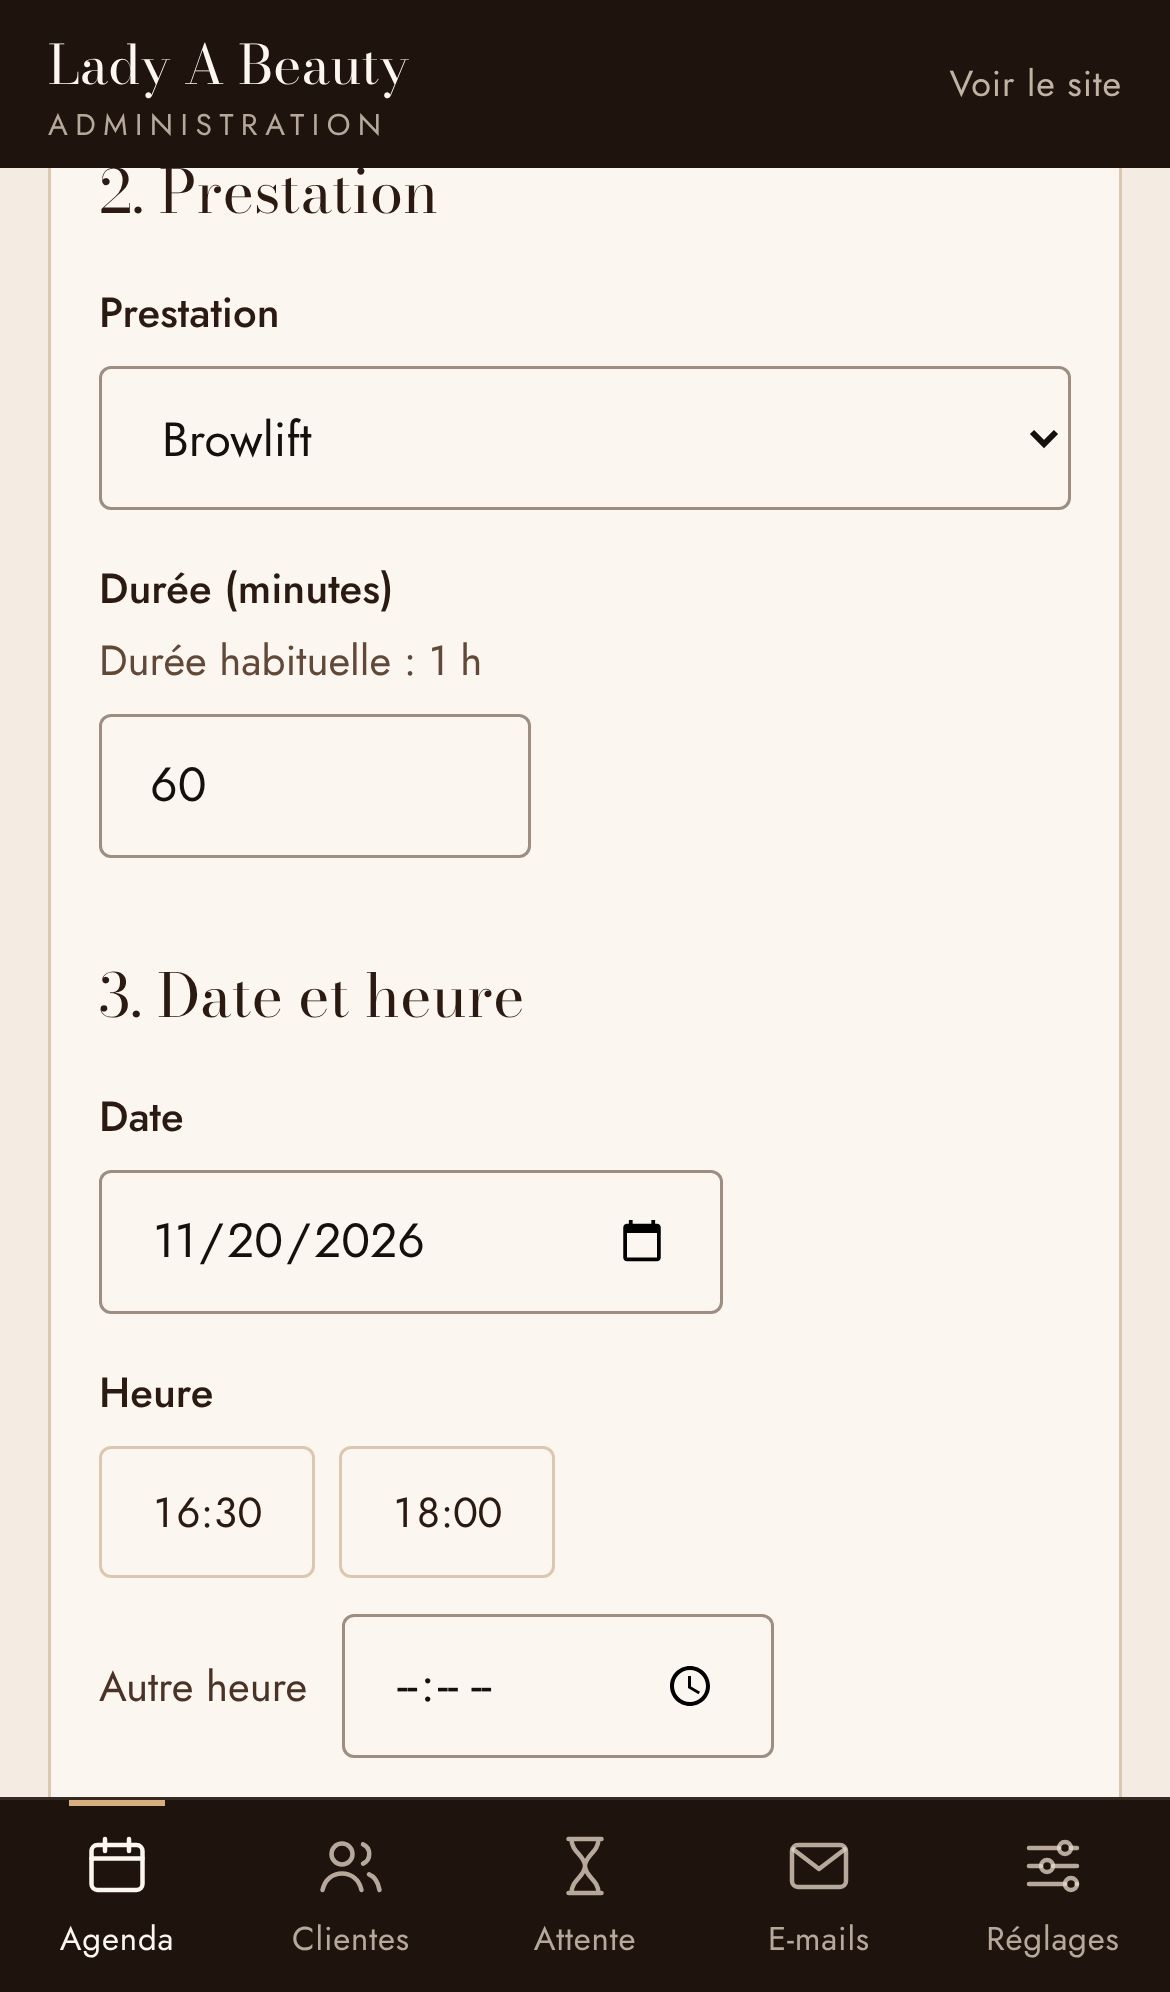 Lady A Beauty
ADMINISTRATION
Voir le site
2. Prestation
Prestation
Browlift
Durée (minutes)
Durée habituelle : 1 h
60
3. Date et heure
Date
11/20/2026
Heure
16:30
18:00
Autre heure
--:-- --
Agenda
Clientes
Attente
E-mails
Réglages